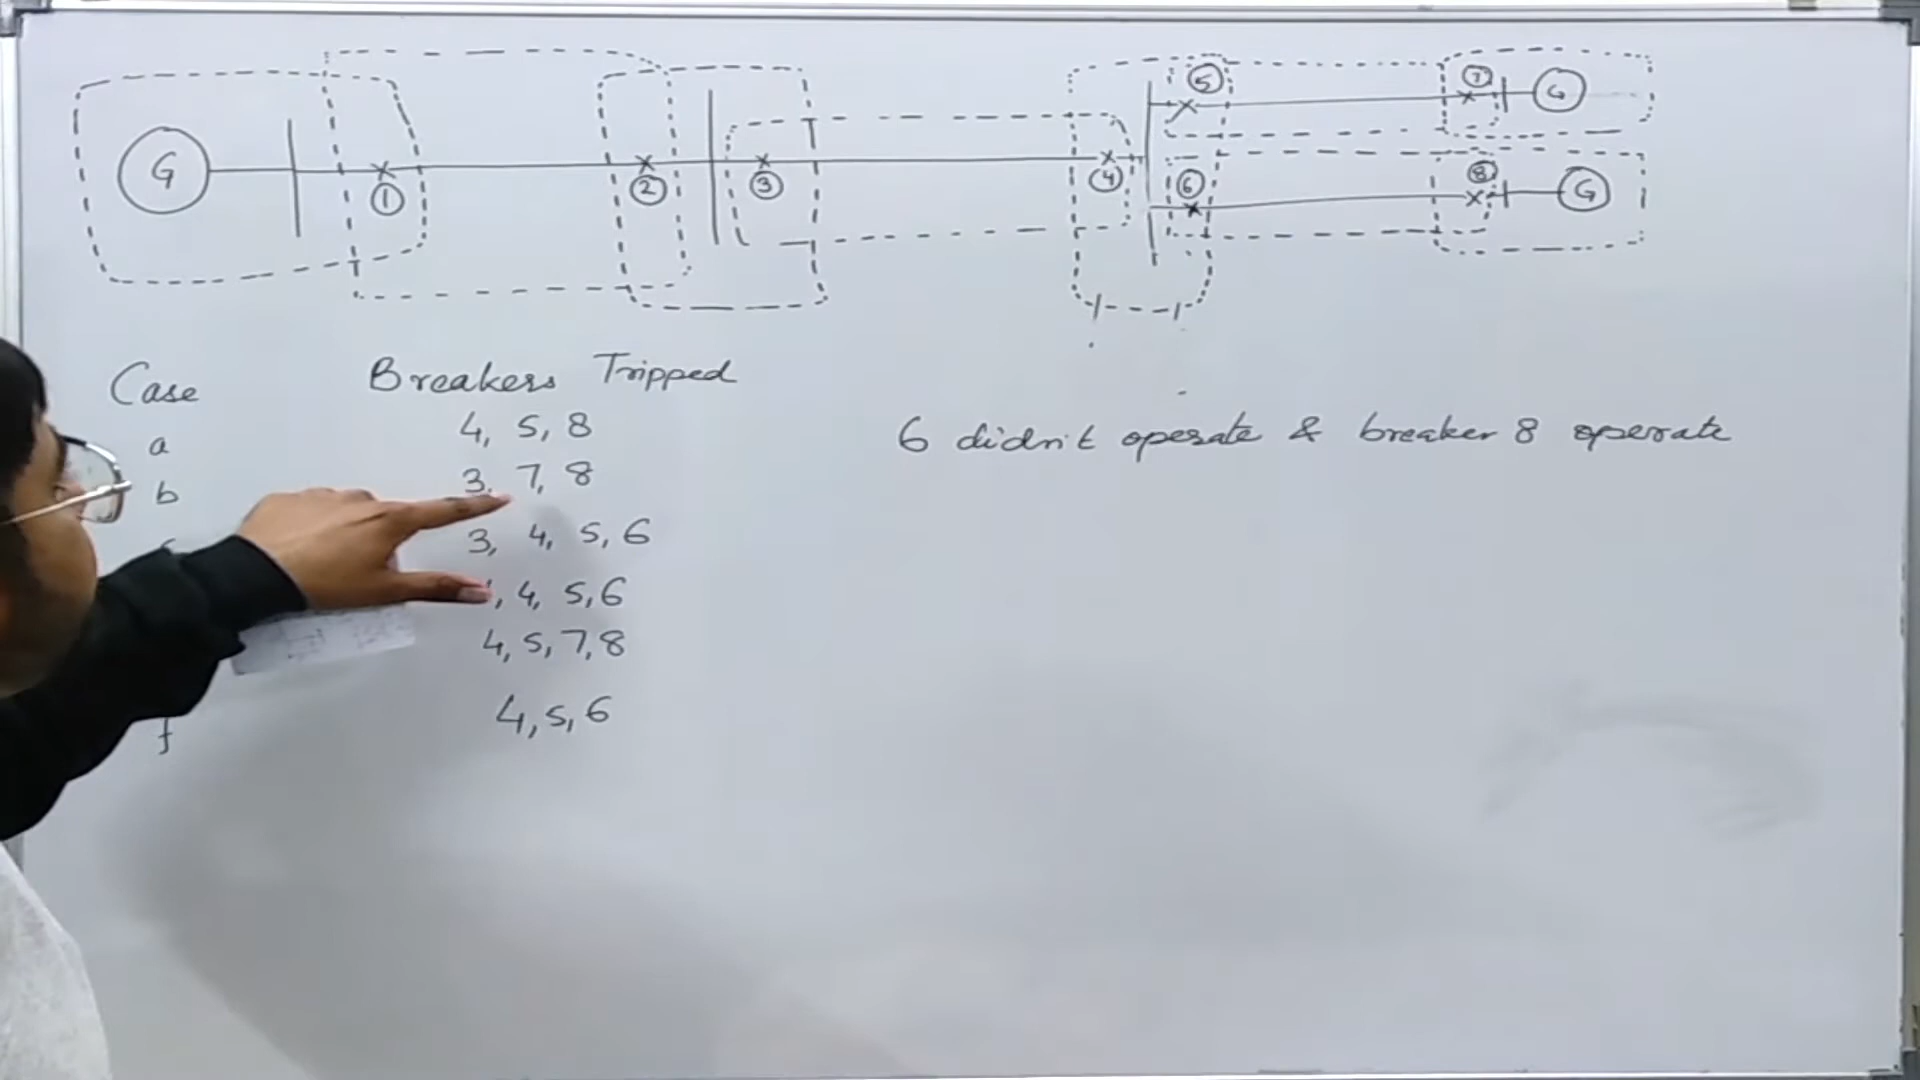 G
1
2
3
4
5
6
7
G
8
G
Case Breakers Tripped
a 4, 5, 8 6 didn't operate & breaker 8 operate
b 3, 7, 8
3, 4, 5, 6
, 4, 5, 6
4, 5, 7, 8
f 4, 5, 6